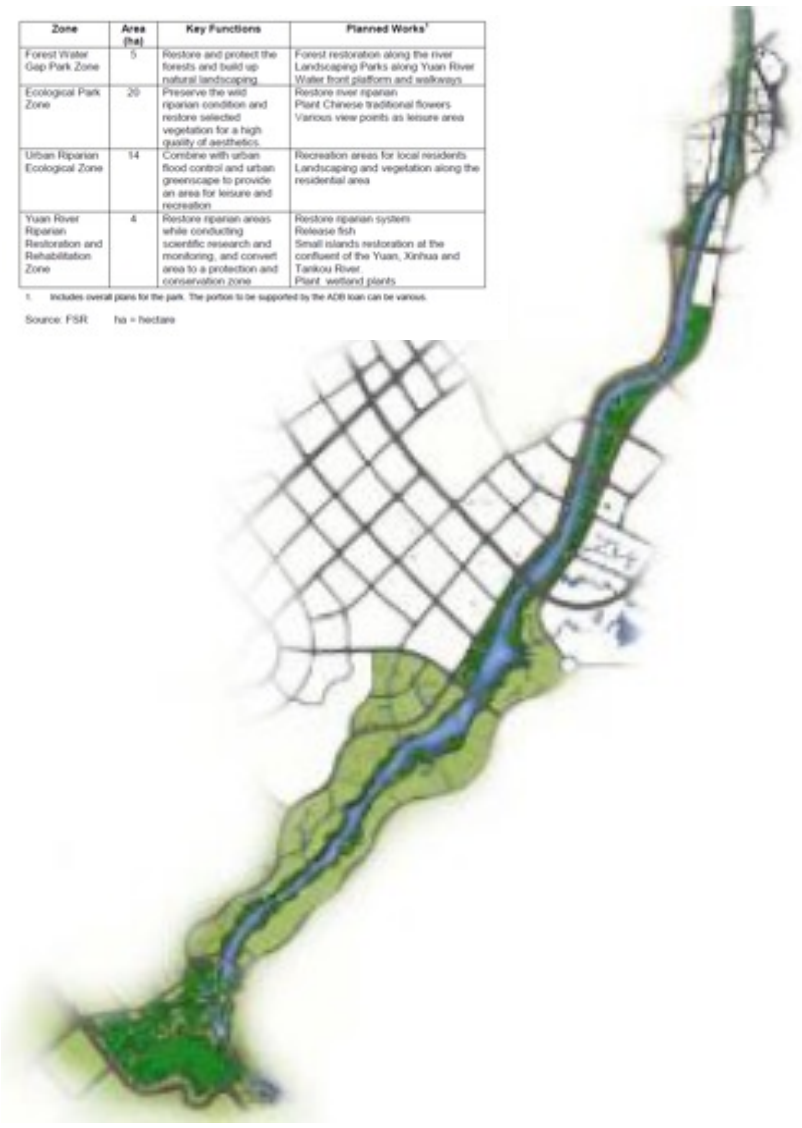 Zone Area (ha) Key Functions Planned Works¹
Forest Water Gap Park Zone 5 Restore and protect the forests and build up natural landscaping. Forest restoration along the river
Landscaping Parks along Yuan River
Water front platform and walkways
Ecological Park Zone 20 Preserve the wild riparian condition and restore selected vegetation for a high quality of aesthetics. Restore river riparian
Plant Chinese traditional flowers
Various view points as leisure area
Urban Riparian Ecological Zone 14 Combine with urban flood control and urban greenscape to provide an area for leisure and recreation Recreation areas for local residents
Landscaping and vegetation along the residential area
Yuan River Riparian Restoration and Rehabilitation Zone 4 Restore riparian areas while conducting scientific research and monitoring, and convert area to a protection and conservation zone Restore riparian system
Release fish
Small islands restoration at the confluent of the Yuan, Xinhua and Tankou River.
Plant wetland plants
1. Includes overall plans for the park. The portion to be supported by the ADB loan can be various.
Source: FSR ha = hectare